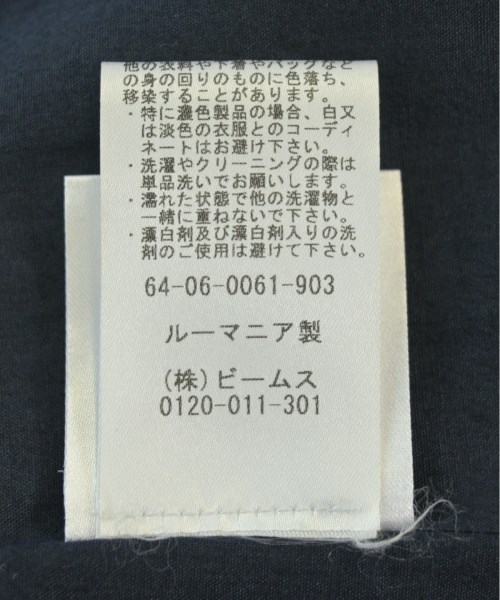 他の衣料や下着やバッグなど
の身の回りのものに色落ち、
移染することがあります。
・特に濃色製品の場合、白又
は淡色の衣服とのコーディ
ネートはお避け下さい。
・洗濯やクリーニングの際は
単品洗いでお願いします。
・濡れた状態で他の洗濯物と
一緒に重ねないで下さい。
・漂白剤及び漂白剤入りの洗
剤のご使用は避けて下さい。
64-06-0061-903
ルーマニア製
(株)ビームス
0120-011-301